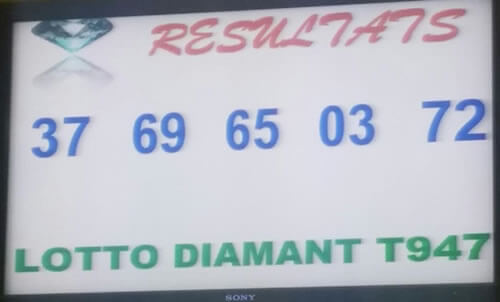 RESULTATS
37 69 65 03 72
LOTTO DIAMANT T947
SONY